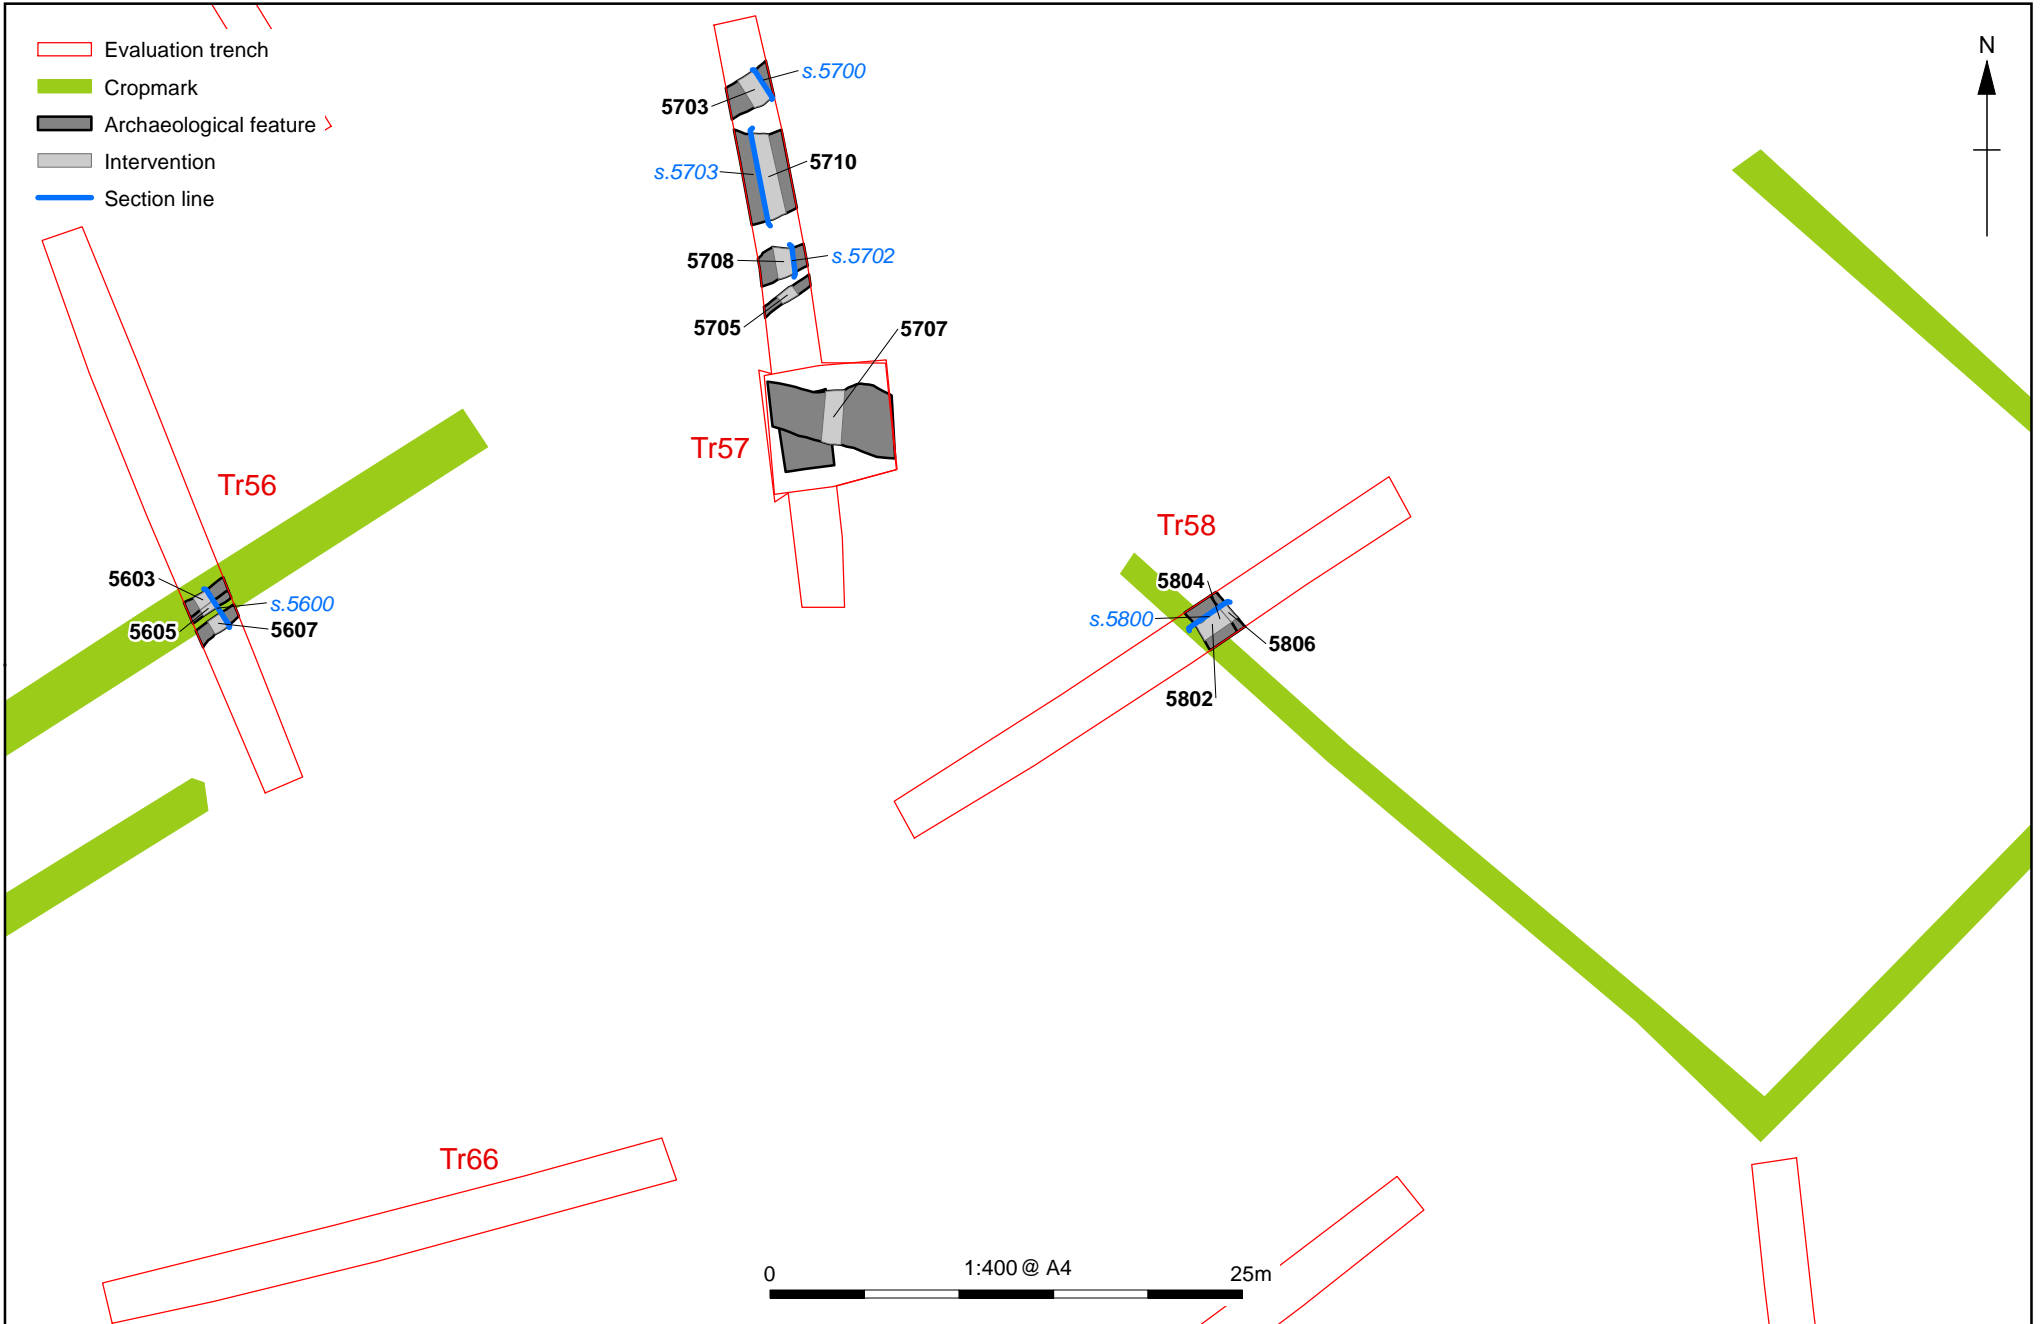 Evaluation trench
Cropmark
Archaeological feature
Intervention
Section line
N
s.5700
5703
5710
s.5703
5708
s.5702
5705
5707
Tr57
Tr56
Tr58
5603
s.5600
5605
5607
5804
s.5800
5806
5802
Tr66
0
1:400 @ A4
25m